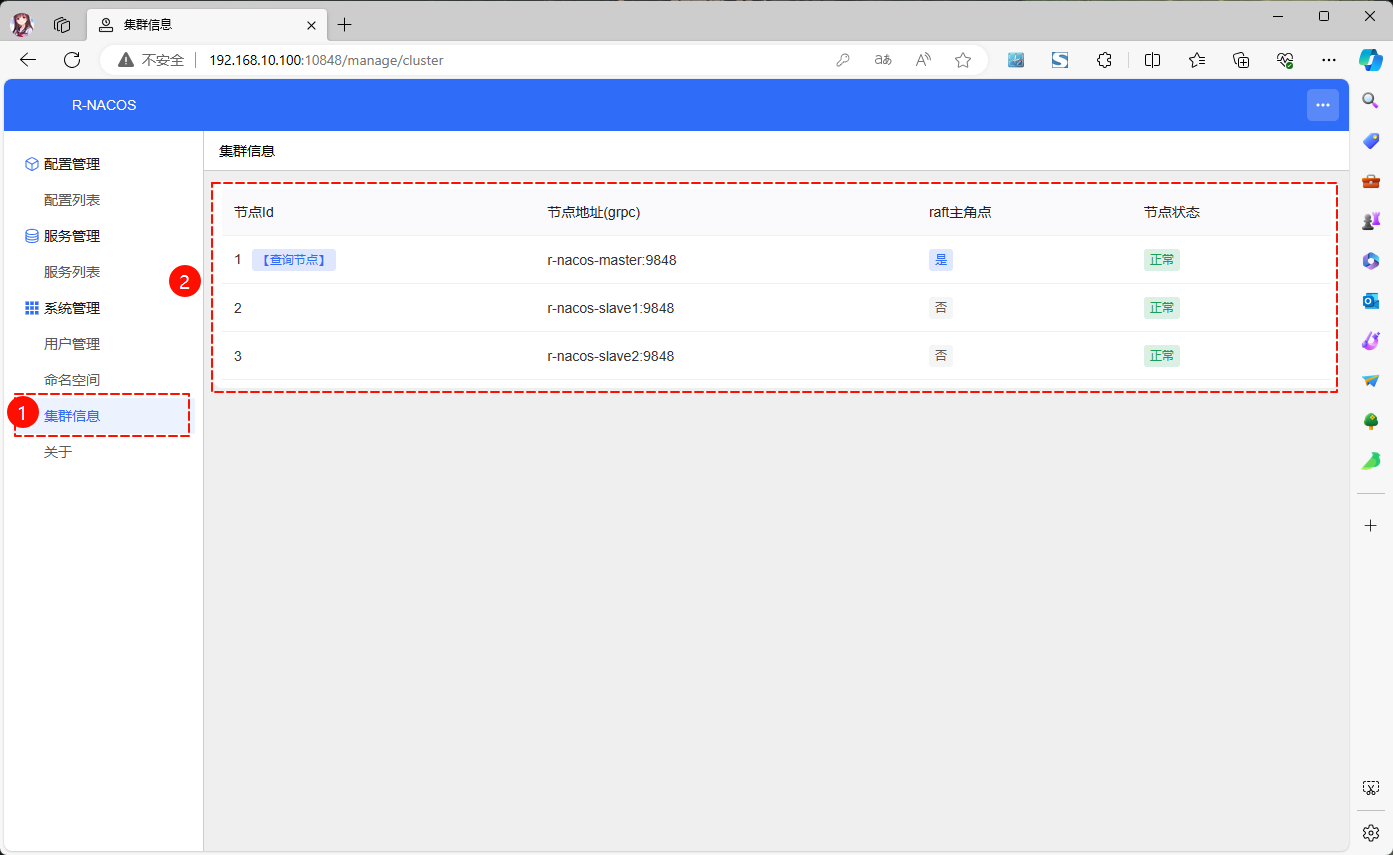 集群信息
不安全
192.168.10.100:10848/manage/cluster
R-NACOS
配置管理
配置列表
服务管理
服务列表
系统管理
用户管理
命名空间
1
集群信息
关于
集群信息
2
节点Id 节点地址(grpc) raft主角点 节点状态
1 【查询节点】 r-nacos-master:9848 是 正常
2 r-nacos-slave1:9848 否 正常
3 r-nacos-slave2:9848 否 正常